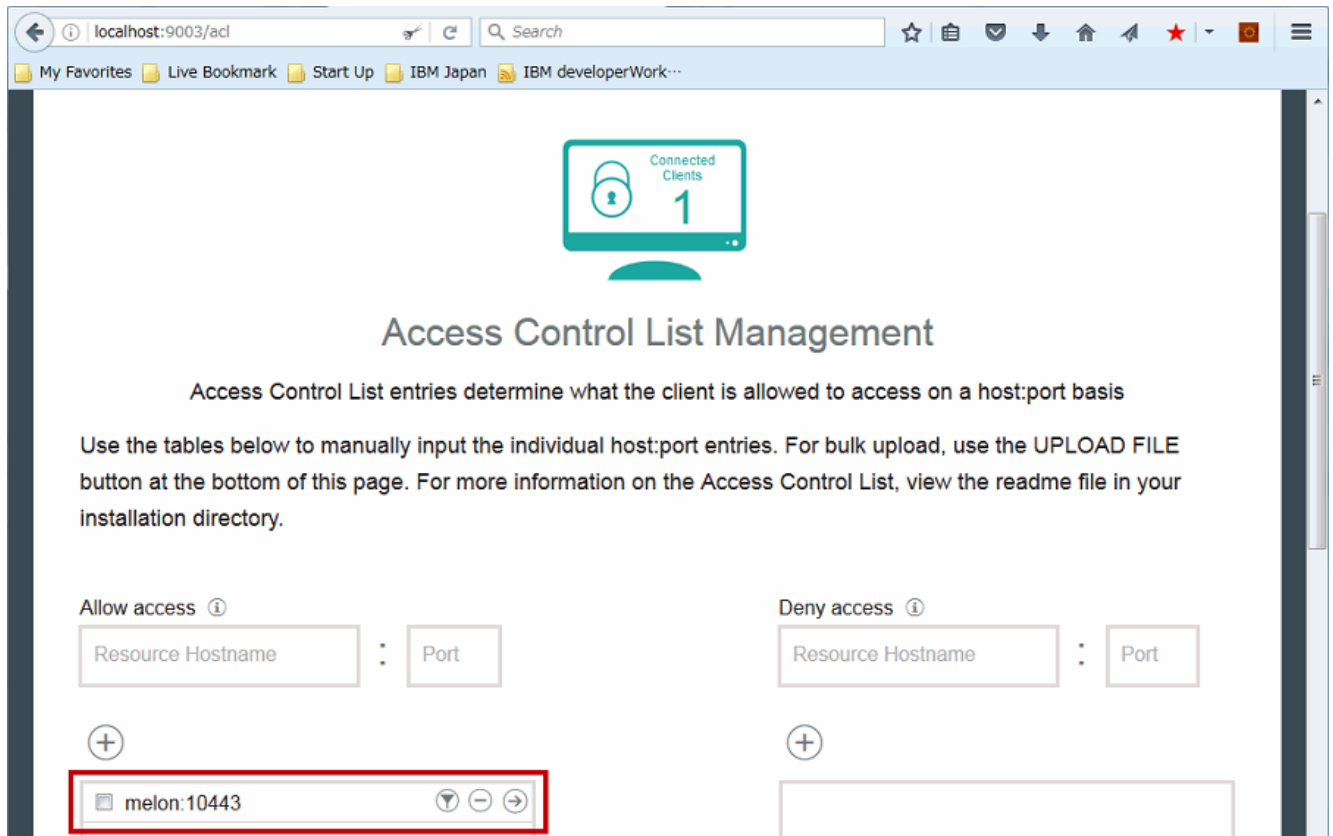 localhost:9003/acl
Search
My Favorites Live Bookmark Start Up IBM Japan IBM developerWork…
Connected
Clients
1
Access Control List Management
Access Control List entries determine what the client is allowed to access on a host:port basis
Use the tables below to manually input the individual host:port entries. For bulk upload, use the UPLOAD FILE
button at the bottom of this page. For more information on the Access Control List, view the readme file in your
installation directory.
Allow access
Deny access
Resource Hostname : Port
Resource Hostname : Port
melon:10443